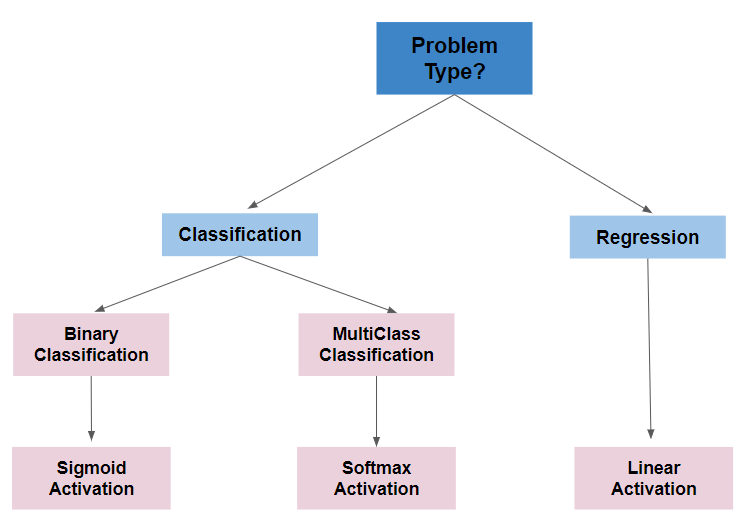 Problem
Type?
Classification
Regression
Binary
Classification
MultiClass
Classification
Sigmoid
Activation
Softmax
Activation
Linear
Activation